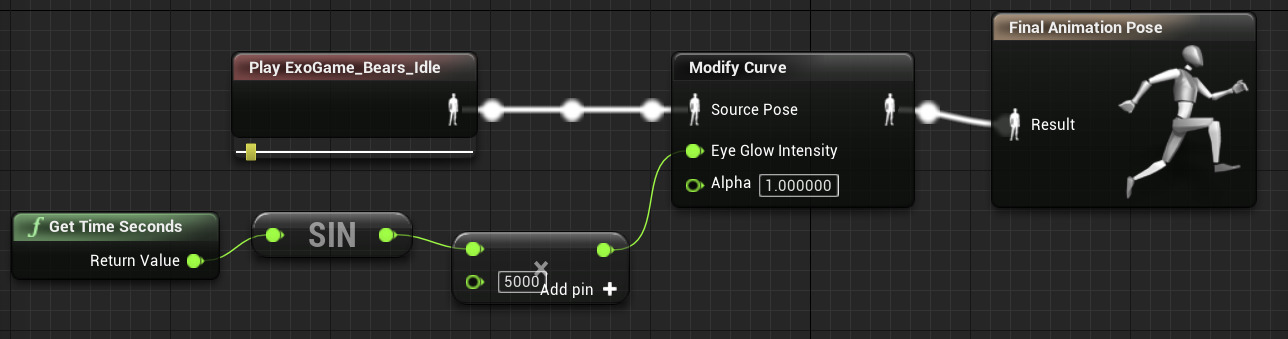 Final Animation Pose
Play ExoGame_Bears_Idle
Modify Curve
Source Pose
Result
Eye Glow Intensity
Alpha 1.000000
f Get Time Seconds
SIN
Return Value
5000
Add pin